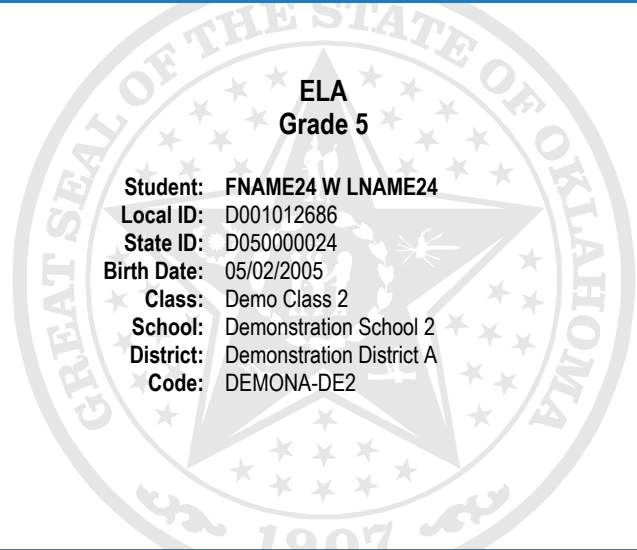 GREAT SEAL OF THE STATE OF OKLAHOMA
ELA
Grade 5
Student: FNAME24 W LNAME24
Local ID: D001012686
State ID: D050000024
Birth Date: 05/02/2005
Class: Demo Class 2
School: Demonstration School 2
District: Demonstration District A
Code: DEMONA-DE2
1907